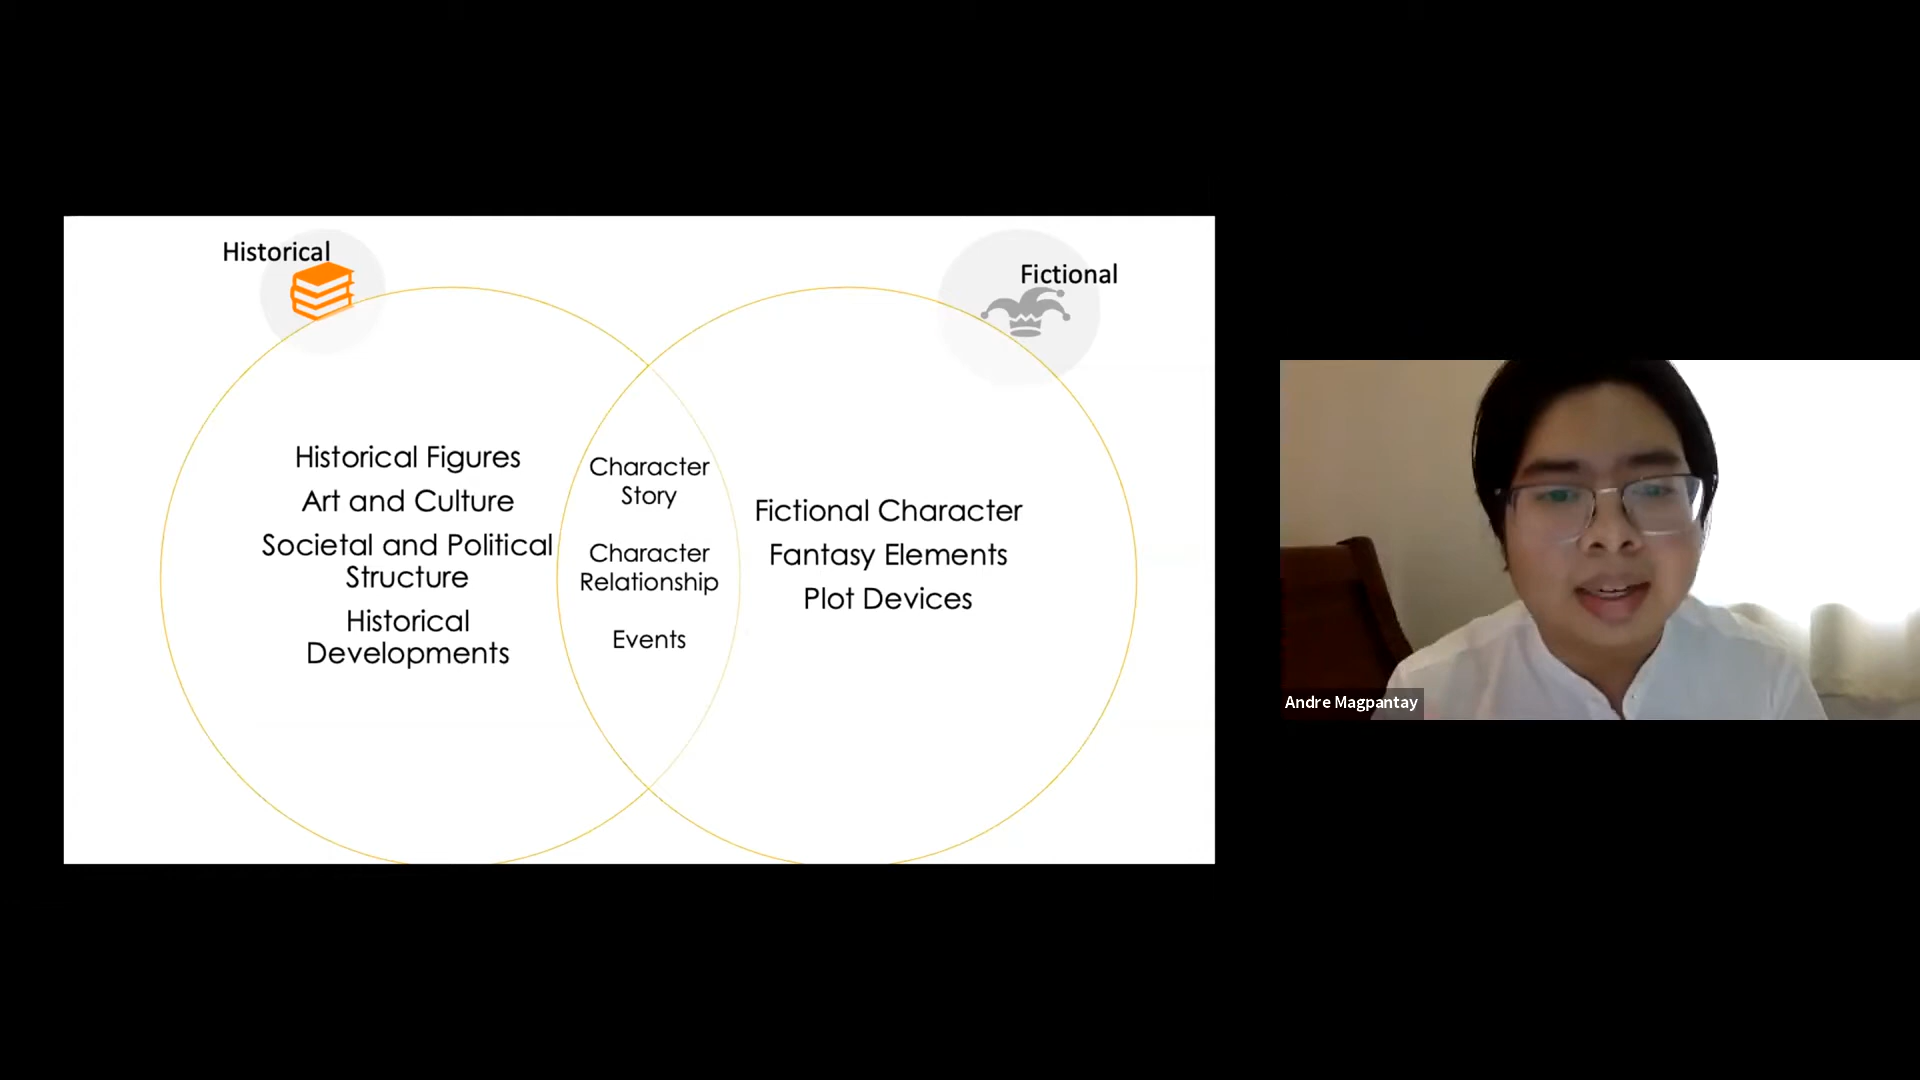 Historical
Fictional
Historical Figures
Art and Culture
Societal and Political
Structure
Historical
Developments
Character
Story
Character
Relationship
Events
Fictional Character
Fantasy Elements
Plot Devices
Andre Magpantay